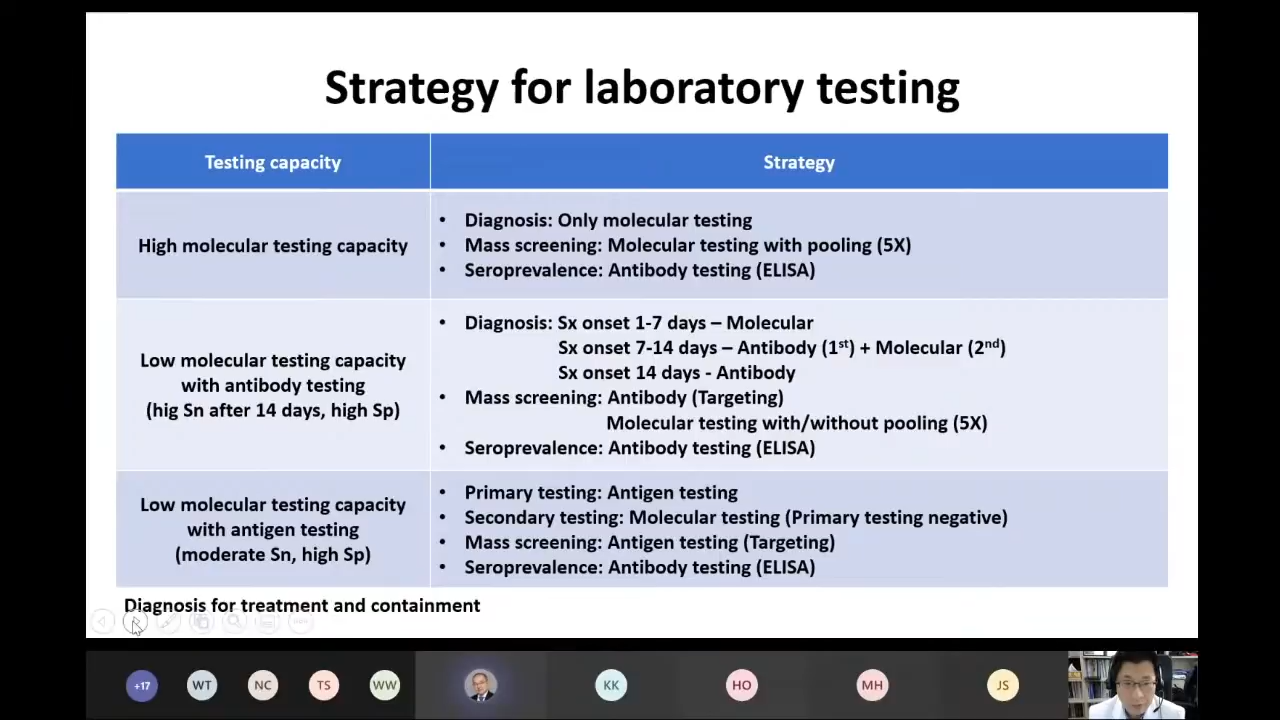 Strategy for laboratory testing
Testing capacity
Strategy
High molecular testing capacity
• Diagnosis: Only molecular testing
• Mass screening: Molecular testing with pooling (5X)
• Seroprevalence: Antibody testing (ELISA)
Low molecular testing capacity
with antibody testing
(hig Sn after 14 days, high Sp)
• Diagnosis: Sx onset 1-7 days – Molecular
Sx onset 7-14 days – Antibody (1st) + Molecular (2nd)
Sx onset 14 days - Antibody
• Mass screening: Antibody (Targeting)
Molecular testing with/without pooling (5X)
• Seroprevalence: Antibody testing (ELISA)
Low molecular testing capacity
with antigen testing
(moderate Sn, high Sp)
• Primary testing: Antigen testing
• Secondary testing: Molecular testing (Primary testing negative)
• Mass screening: Antigen testing (Targeting)
• Seroprevalence: Antibody testing (ELISA)
Diagnosis for treatment and containment
+17
WT
NC
TS
WW
KK
HO
MH
JS